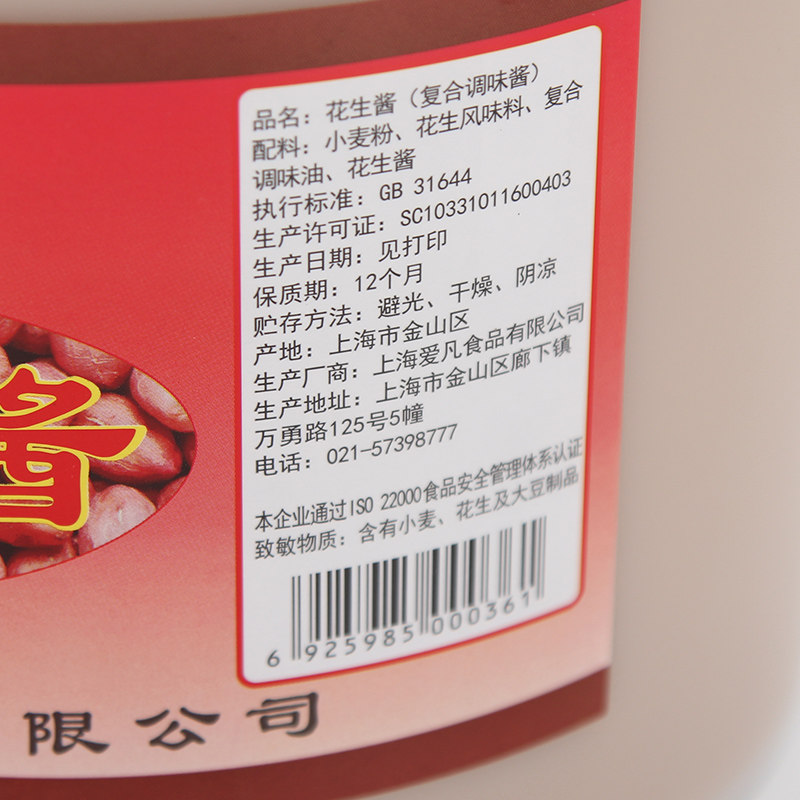 品名：花生酱（复合调味酱）
配料：小麦粉、花生风味料、复合
调味油、花生酱
执行标准：GB 31644
生产许可证：SC10331011600403
生产日期：见打印
保质期：12个月
贮存方法：避光、干燥、阴凉
产地：上海市金山区
生产厂商：上海爱凡食品有限公司
生产地址：上海市金山区廊下镇
万勇路125号5幢
电话：021-57398777
本企业通过ISO 22000食品安全管理体系认证
致敏物质：含有小麦、花生及大豆制品
6 925985 000361
酱
限公司